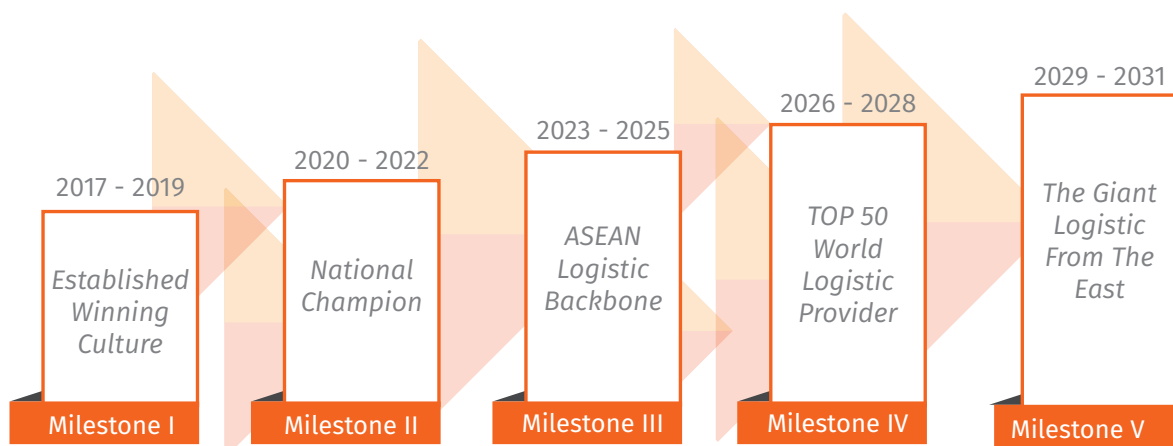 2017 - 2019
Established
Winning
Culture
Milestone I
2020 - 2022
National
Champion
Milestone II
2023 - 2025
ASEAN
Logistic
Backbone
Milestone III
2026 - 2028
TOP 50
World
Logistic
Provider
Milestone IV
2029 - 2031
The Giant
Logistic
From The
East
Milestone V